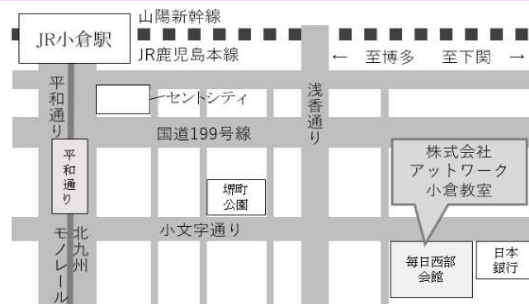 山陽新幹線
JR小倉駅
JR鹿児島本線
← 至博多 至下関 →
平和通り
セントシティ
浅香通り
国道199号線
平和通り
株式会社
アットワーク
小倉教室
堺町
公園
小文字通り
北九州
モノレール
毎日西部
会館
日本
銀行